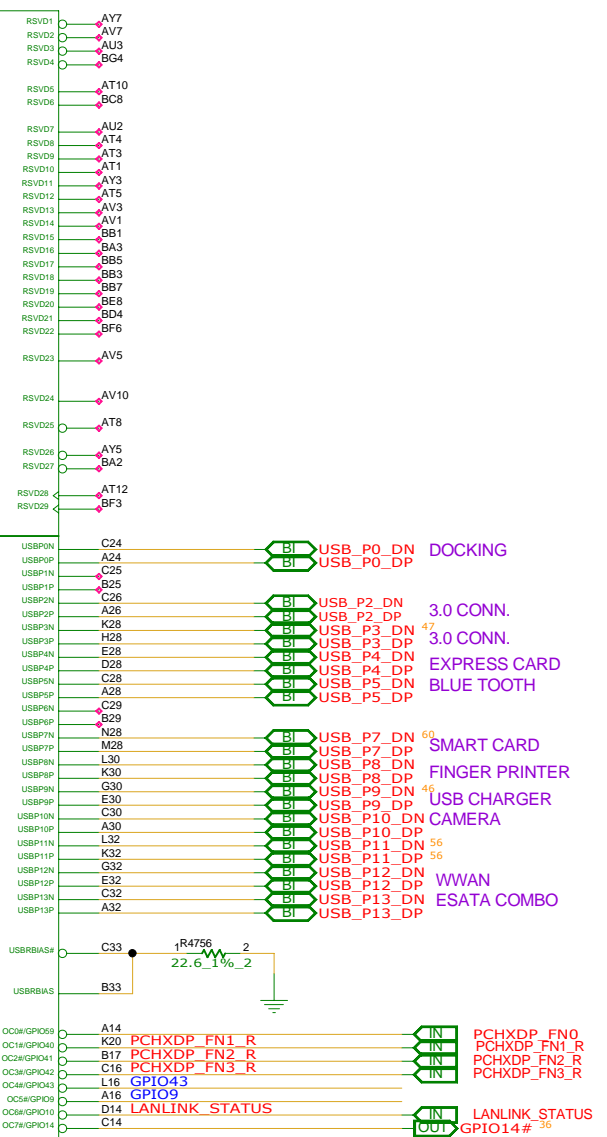 RSVD1 AY7
RSVD2 AV7
RSVD3 AU3
RSVD4 BG4
RSVD5 AT10
RSVD6 BC8
RSVD7 AU2
RSVD8 AT4
RSVD9 AT3
RSVD10 AT1
RSVD11 AY3
RSVD12 AT5
RSVD13 AV3
RSVD14 AV1
RSVD15 BB1
RSVD16 BA3
RSVD17 BB5
RSVD18 BB3
RSVD19 BB7
RSVD20 BE8
RSVD21 BD4
RSVD22 BF6
RSVD23 AV5
RSVD24 AV10
RSVD25 AT8
RSVD26 AY5
RSVD27 BA2
RSVD28 AT12
RSVD29 BF3
USBP0N C24 BI USB_P0_DN DOCKING
USBP0P A24 BI USB_P0_DP
USBP1N C25
USBP1P B25
USBP2N C26 BI USB_P2_DN 3.0 CONN.
USBP2P A26 BI USB_P2_DP
USBP3N K28 BI USB_P3_DN 47 3.0 CONN.
USBP3P H28 BI USB_P3_DP
USBP4N E28 BI USB_P4_DN EXPRESS CARD
USBP4P D28 BI USB_P4_DP
USBP5N C28 BI USB_P5_DN BLUE TOOTH
USBP5P A28 BI USB_P5_DP
USBP6N C29
USBP6P B29
USBP7N N28 BI USB_P7_DN 60 SMART CARD
USBP7P M28 BI USB_P7_DP
USBP8N L30 BI USB_P8_DN FINGER PRINTER
USBP8P K30 BI USB_P8_DP
USBP9N G30 BI USB_P9_DN 46 USB CHARGER
USBP9P E30 BI USB_P9_DP
USBP10N C30 BI USB_P10_DN CAMERA
USBP10P A30 BI USB_P10_DP
USBP11N L32 BI USB_P11_DN 56
USBP11P K32 BI USB_P11_DP 56
USBP12N G32 BI USB_P12_DN WWAN
USBP12P E32 BI USB_P12_DP
USBP13N C32 BI USB_P13_DN ESATA COMBO
USBP13P A32 BI USB_P13_DP
USBRBIAS# C33 1 R4756 2
22.6_1%_2
USBRBIAS B33
OC0#/GPIO59 A14 IN PCHXDP_FN0
OC1#/GPIO40 K20 PCHXDP_FN1_R IN PCHXDP_FN1_R
OC2#/GPIO41 B17 PCHXDP_FN2_R IN PCHXDP_FN2_R
OC3#/GPIO42 C16 PCHXDP_FN3_R IN PCHXDP_FN3_R
OC4#/GPIO43 L16 GPIO43
OC5#/GPIO9 A16 GPIO9
OC6#/GPIO10 D14 LANLINK_STATUS IN LANLINK_STATUS
OC7#/GPIO14 C14 OUT GPIO14# 36